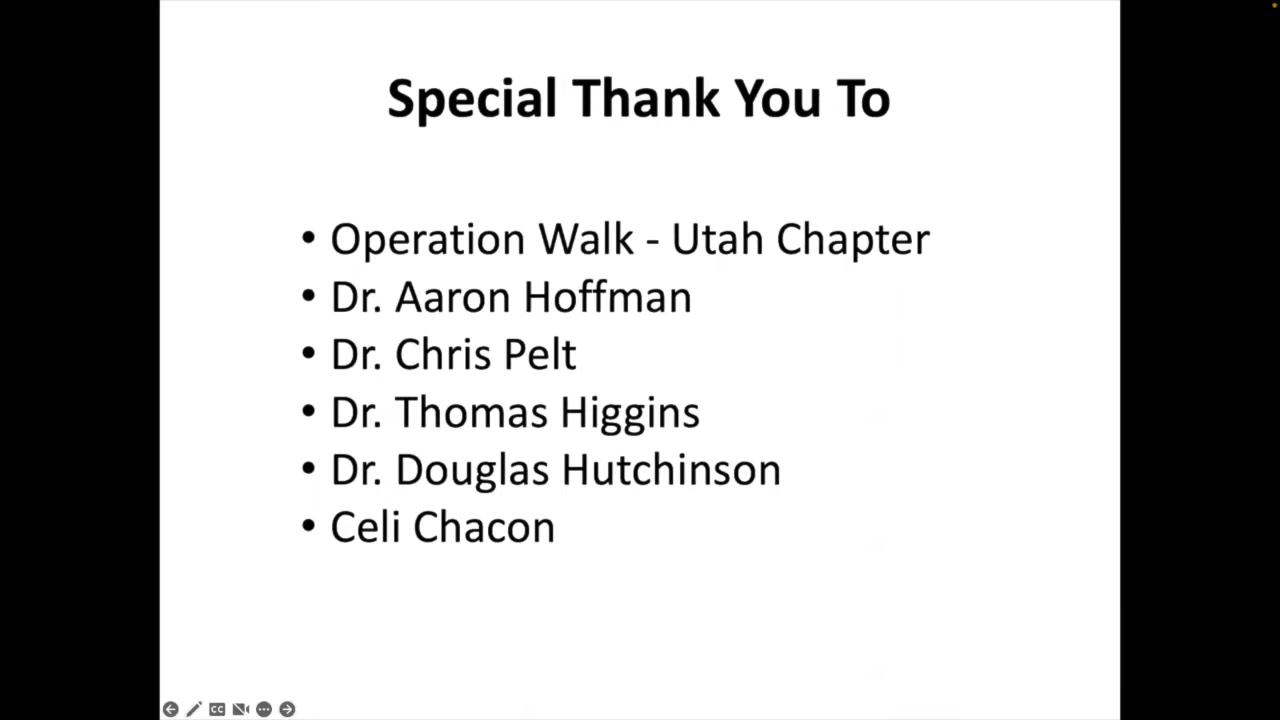 Special Thank You To
• Operation Walk - Utah Chapter
• Dr. Aaron Hoffman
• Dr. Chris Pelt
• Dr. Thomas Higgins
• Dr. Douglas Hutchinson
• Celi Chacon
CC